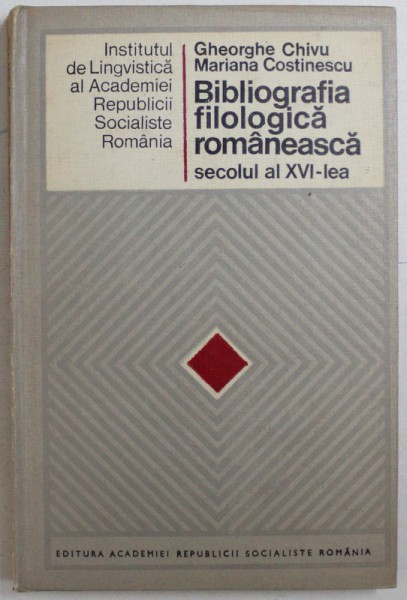 Institutul
de Lingvistică
al Academiei
Republicii
Socialiste
România
Gheorghe Chivu
Mariana Costinescu
Bibliografia
filologică
românească
secolul al XVI-lea
EDITURA ACADEMIEI REPUBLICII SOCIALISTE ROMÂNIA